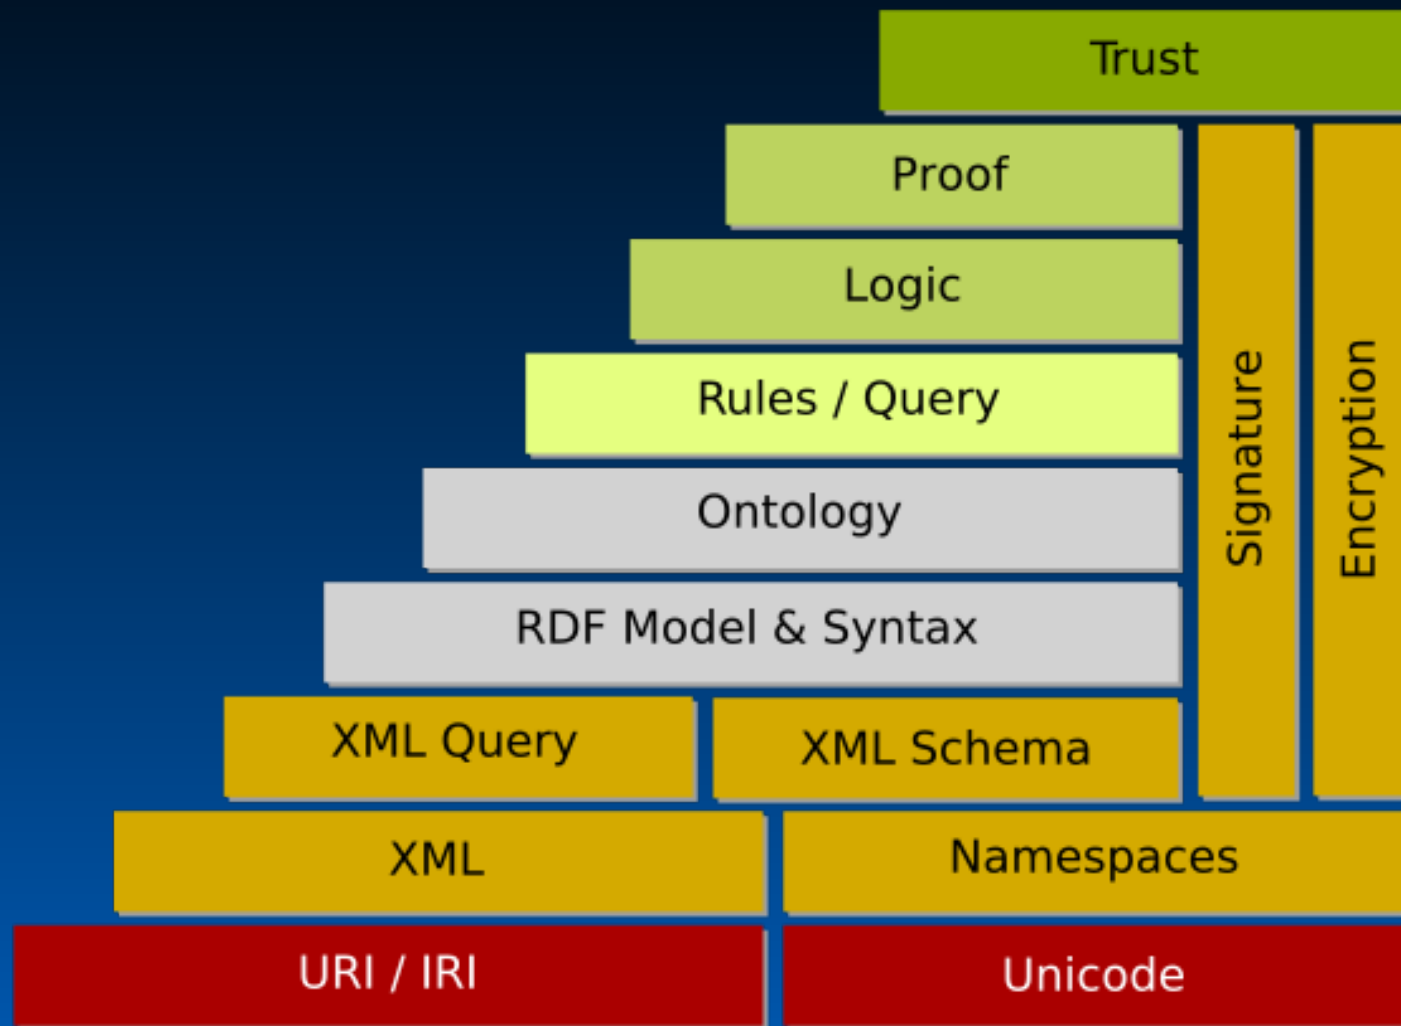 Trust
Proof
Logic
Rules / Query
Ontology
RDF Model & Syntax
XML Query
XML Schema
Signature
Encryption
XML
Namespaces
URI / IRI
Unicode